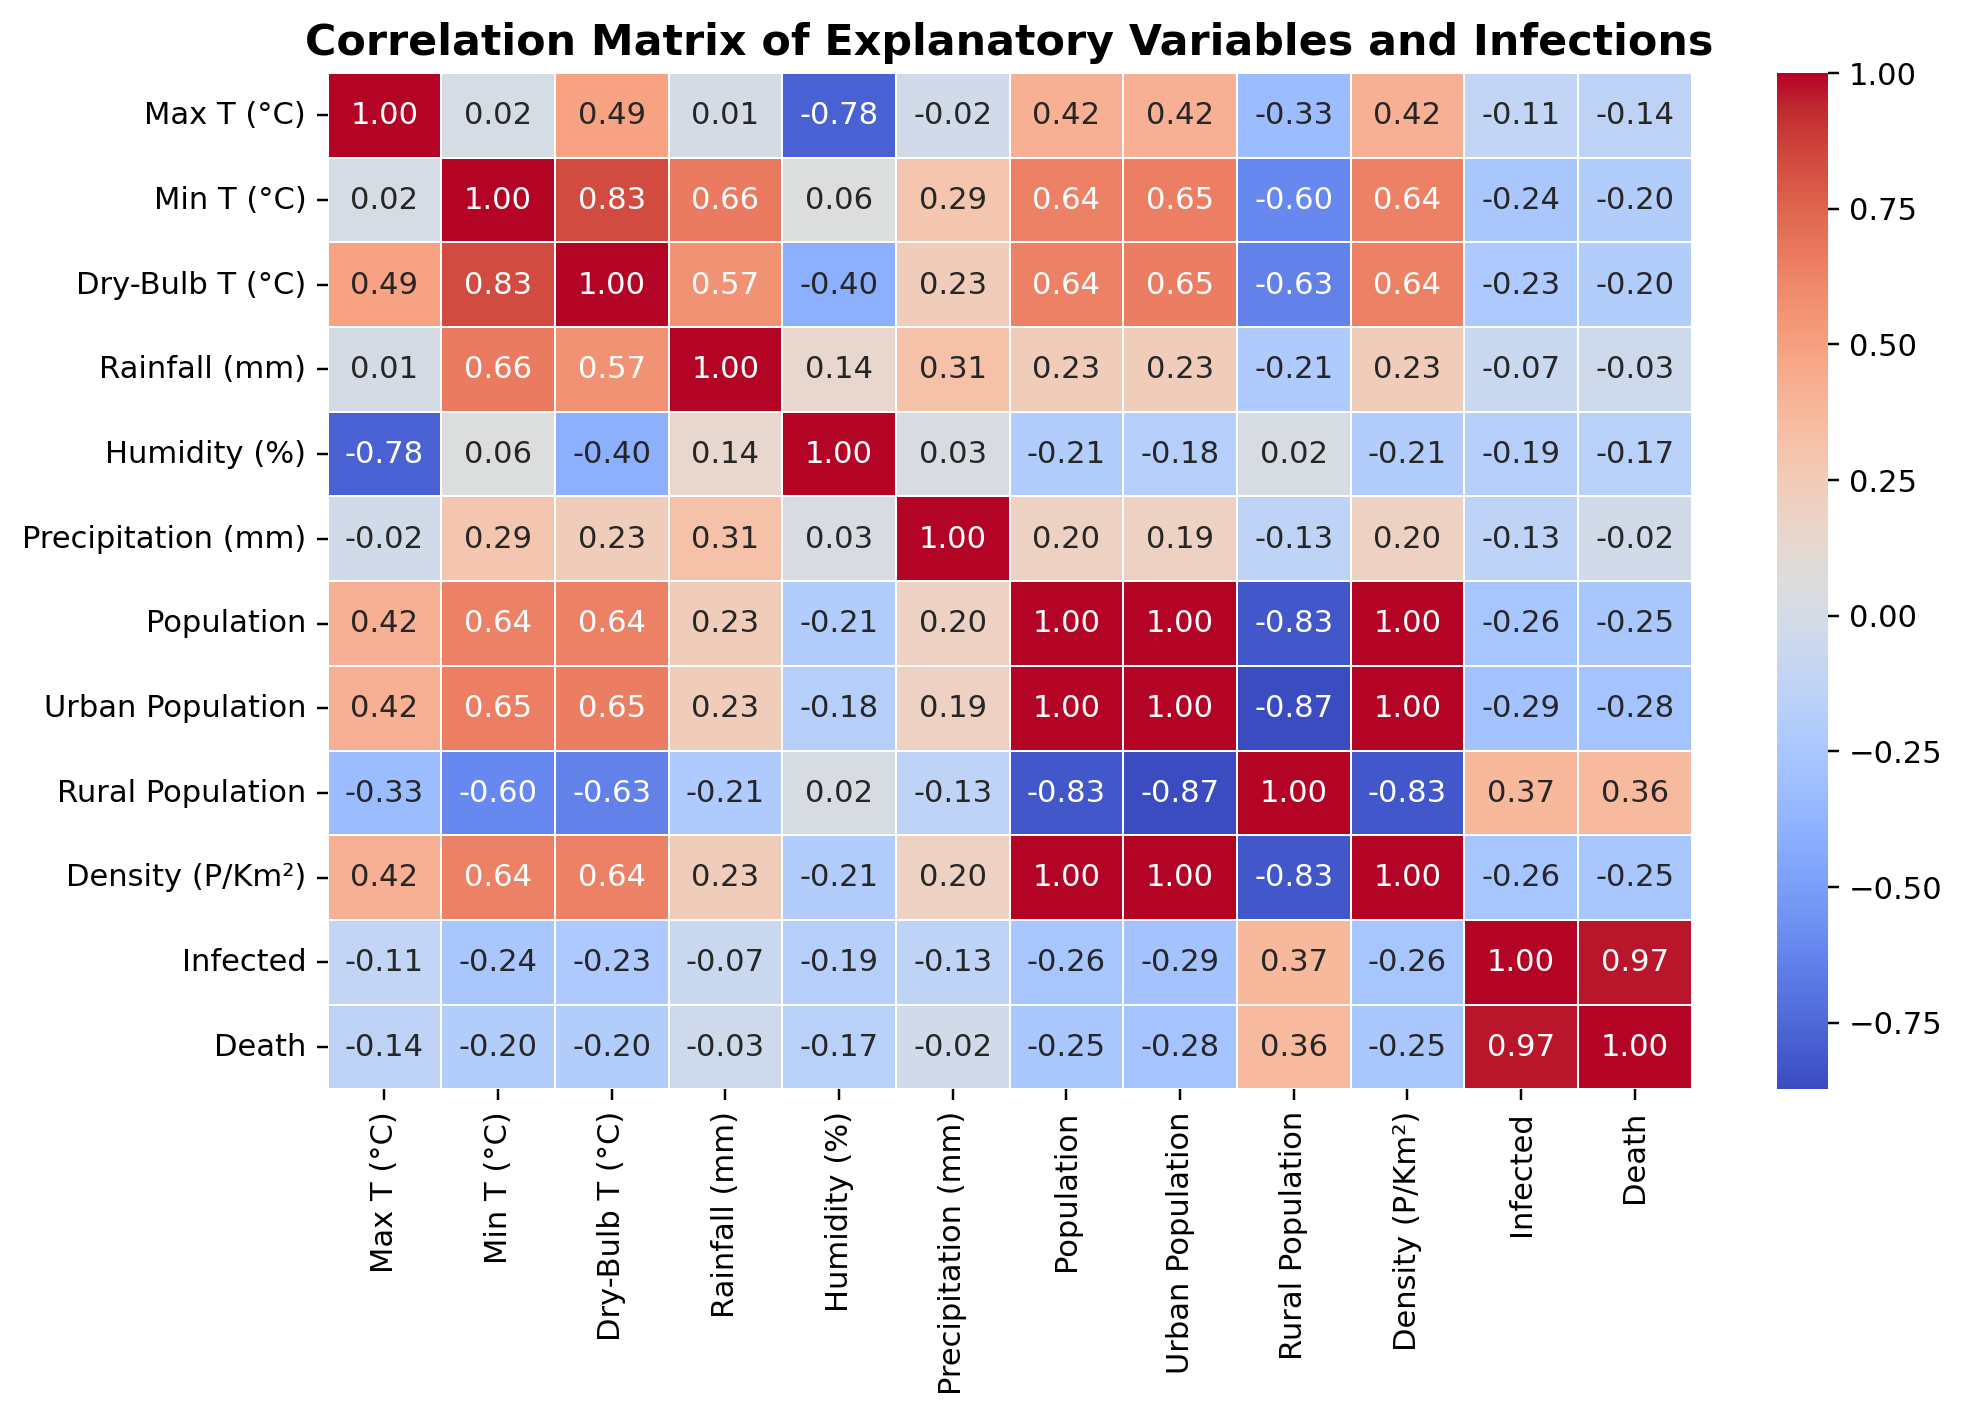 Correlation Matrix of Explanatory Variables and Infections
Max T (°C) 1.00 0.02 0.49 0.01 -0.78 -0.02 0.42 0.42 -0.33 0.42 -0.11 -0.14
Min T (°C) 0.02 1.00 0.83 0.66 0.06 0.29 0.64 0.65 -0.60 0.64 -0.24 -0.20
Dry-Bulb T (°C) 0.49 0.83 1.00 0.57 -0.40 0.23 0.64 0.65 -0.63 0.64 -0.23 -0.20
Rainfall (mm) 0.01 0.66 0.57 1.00 0.14 0.31 0.23 0.23 -0.21 0.23 -0.07 -0.03
Humidity (%) -0.78 0.06 -0.40 0.14 1.00 0.03 -0.21 -0.18 0.02 -0.21 -0.19 -0.17
Precipitation (mm) -0.02 0.29 0.23 0.31 0.03 1.00 0.20 0.19 -0.13 0.20 -0.13 -0.02
Population 0.42 0.64 0.64 0.23 -0.21 0.20 1.00 1.00 -0.83 1.00 -0.26 -0.25
Urban Population 0.42 0.65 0.65 0.23 -0.18 0.19 1.00 1.00 -0.87 1.00 -0.29 -0.28
Rural Population -0.33 -0.60 -0.63 -0.21 0.02 -0.13 -0.83 -0.87 1.00 -0.83 0.37 0.36
Density (P/Km²) 0.42 0.64 0.64 0.23 -0.21 0.20 1.00 1.00 -0.83 1.00 -0.26 -0.25
Infected -0.11 -0.24 -0.23 -0.07 -0.19 -0.13 -0.26 -0.29 0.37 -0.26 1.00 0.97
Death -0.14 -0.20 -0.20 -0.03 -0.17 -0.02 -0.25 -0.28 0.36 -0.25 0.97 1.00
Max T (°C)
Min T (°C)
Dry-Bulb T (°C)
Rainfall (mm)
Humidity (%)
Precipitation (mm)
Population
Urban Population
Rural Population
Density (P/Km²)
Infected
Death
1.00
0.75
0.50
0.25
0.00
−0.25
−0.50
−0.75